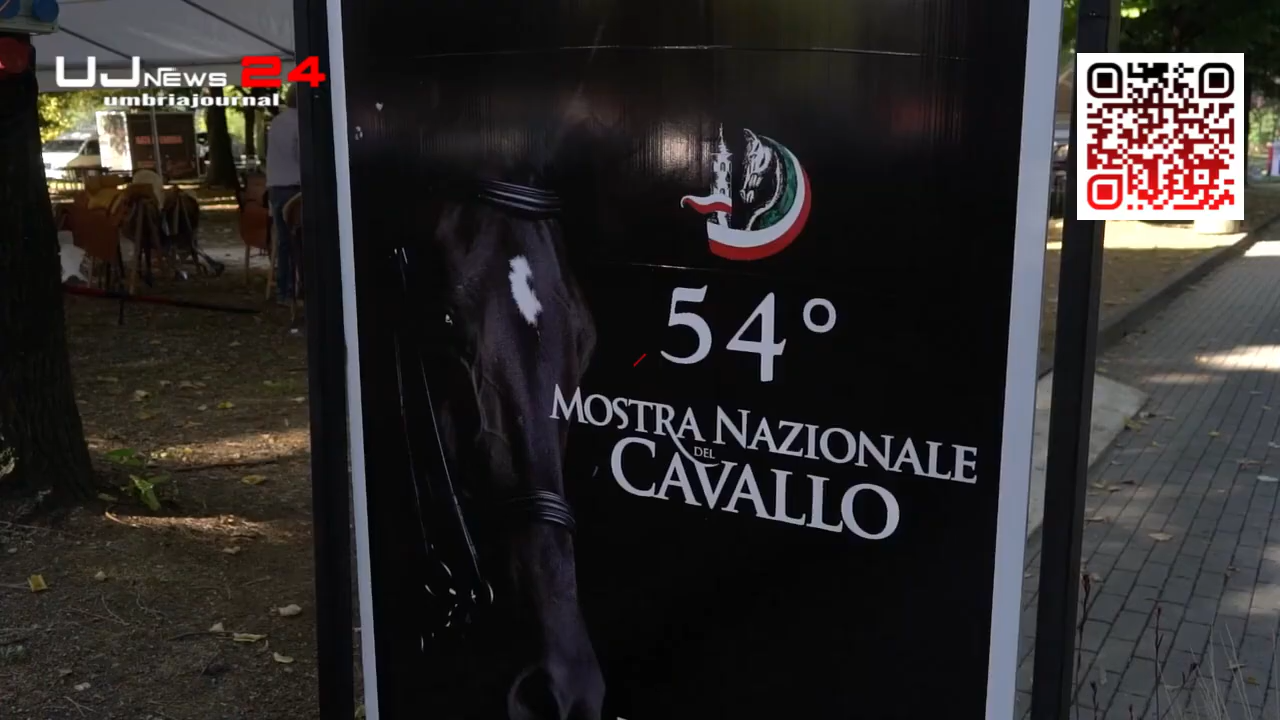 UJNEWS 24
umbriajournal
54°
MOSTRA NAZIONALE
DEL
CAVALLO